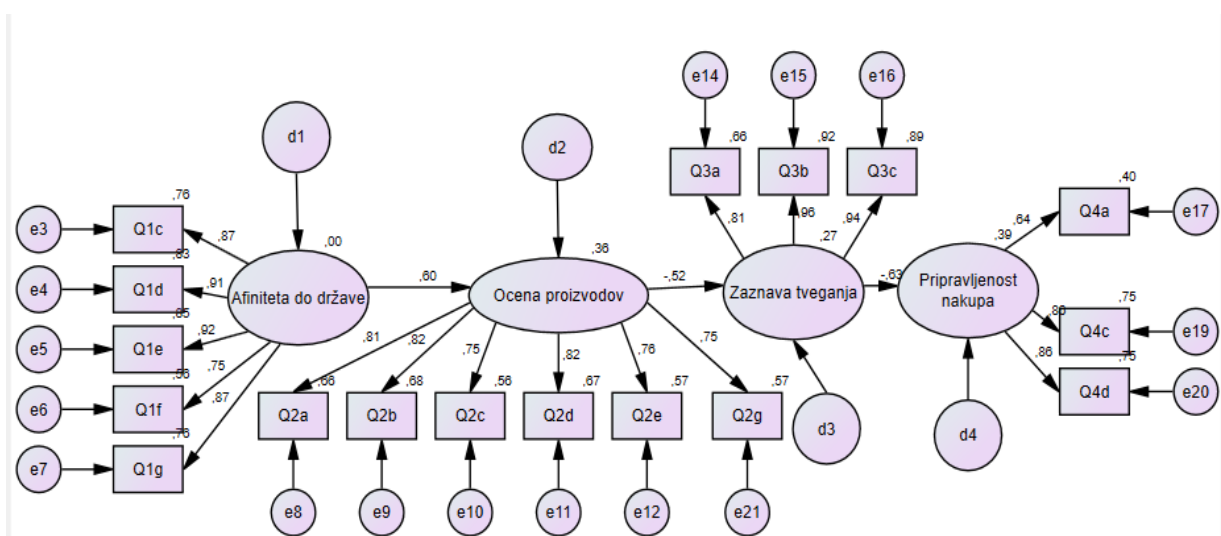 e14
e15
e16
,66
,92
,89
Q3a
Q3b
Q3c
,81
,96
,94
d1
d2
,40
Q4a
e17
,64
,76
e3
Q1c
,87
,00
,36
,27
,39
,83
e4
Q1d
,91
Afiniteta do države
,60
Ocena proizvodov
-,52
Zaznava tveganja
-,63
Pripravljenost
nakupa
,85
e5
Q1e
,92
,75
,86
Q4c
e19
,56
e6
Q1f
,75
,81
,82
,75
,82
,76
,75
,86
,75
Q4d
e20
,76
e7
Q1g
,87
,66
,68
,56
,67
,57
,57
Q2a
Q2b
Q2c
Q2d
Q2e
Q2g
d3
d4
e8
e9
e10
e11
e12
e21